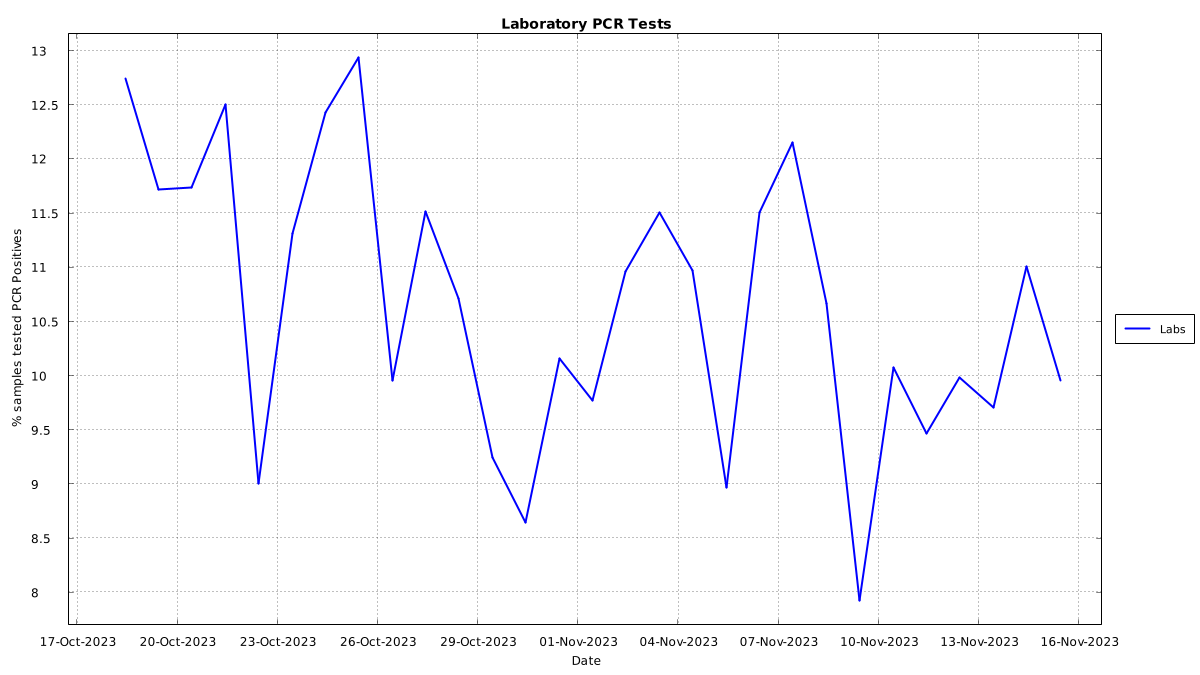 Laboratory PCR Tests
13
12.5
12
11.5
11
10.5
10
9.5
9
8.5
8
% samples tested PCR Positives
17-Oct-2023 20-Oct-2023 23-Oct-2023 26-Oct-2023 29-Oct-2023 01-Nov-2023 04-Nov-2023 07-Nov-2023 10-Nov-2023 13-Nov-2023 16-Nov-2023
Date
Labs